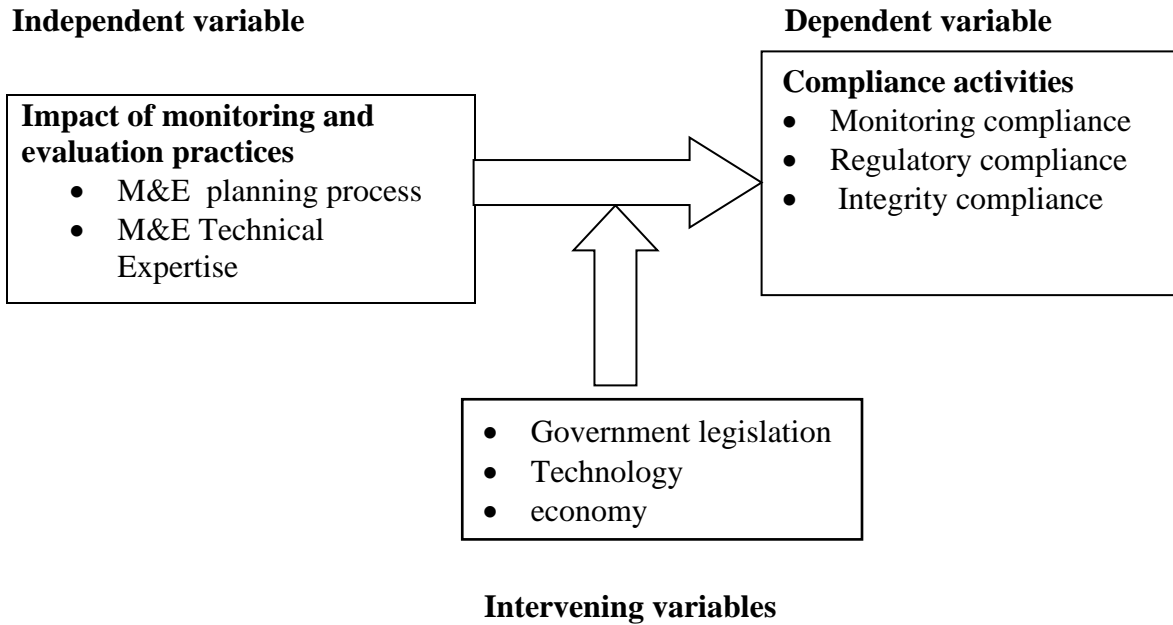 Independent variable
Dependent variable
Impact of monitoring and
evaluation practices
• M&E planning process
• M&E Technical
Expertise
Compliance activities
• Monitoring compliance
• Regulatory compliance
• Integrity compliance
• Government legislation
• Technology
• economy
Intervening variables